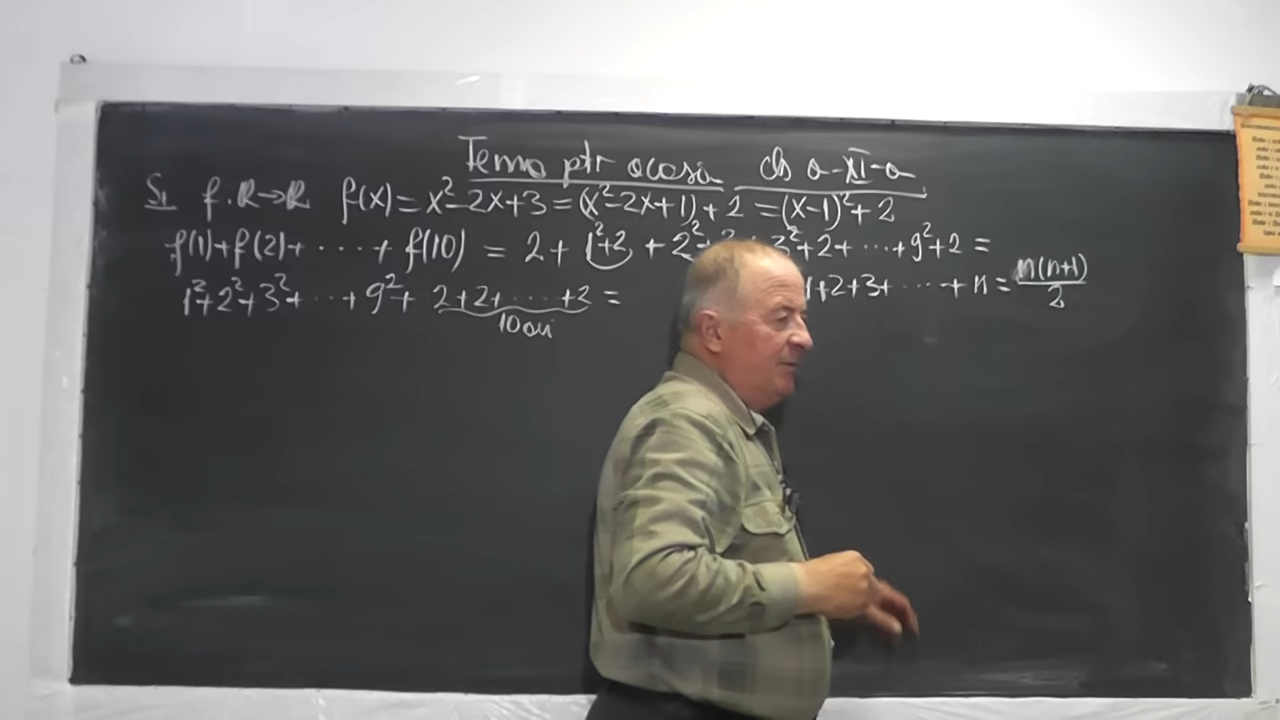 Tema ptr acasă cls a-XI-a
S₁ f: ℝ→ℝ f(x)=x²-2x+3=(x²-2x+1)+2=(x-1)²+2
f(1)+f(2)+.....+f(10) = 2+1²+2+2²+ 3²+2+...+9²+2=
1²+2²+3²+...+9²+2+2+.....+2= 1+2+3+.....+n=n(n+1)/2
10 ori